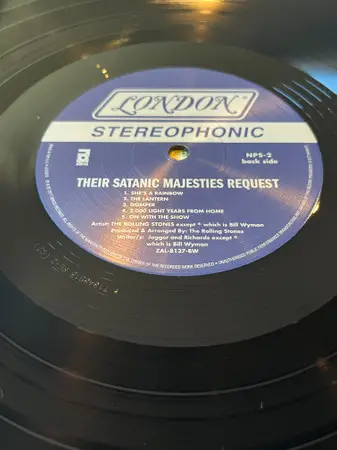 LONDON®
STEREOPHONIC
NPS-2
back side
THEIR SATANIC MAJESTIES REQUEST
1. SHE'S A RAINBOW
2. THE LANTERN
3. GOMPER
4. 2,000 LIGHT YEARS FROM HOME
5. ON WITH THE SHOW
Artist: THE ROLLING STONES except * which is Bill Wyman
Produced & Arranged By: The Rolling Stones
Writer/s: Jagger and Richards except *
which is Bill Wyman
ZAL-8127-BW